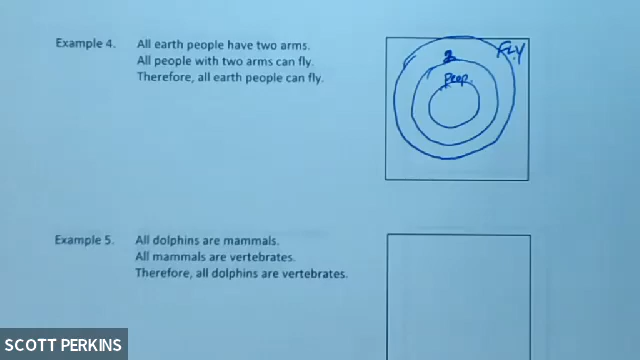 Example 4. All earth people have two arms.
All people with two arms can fly.
Therefore, all earth people can fly.
FLY
2
Peop.
Example 5. All dolphins are mammals.
All mammals are vertebrates.
Therefore, all dolphins are vertebrates.
SCOTT PERKINS